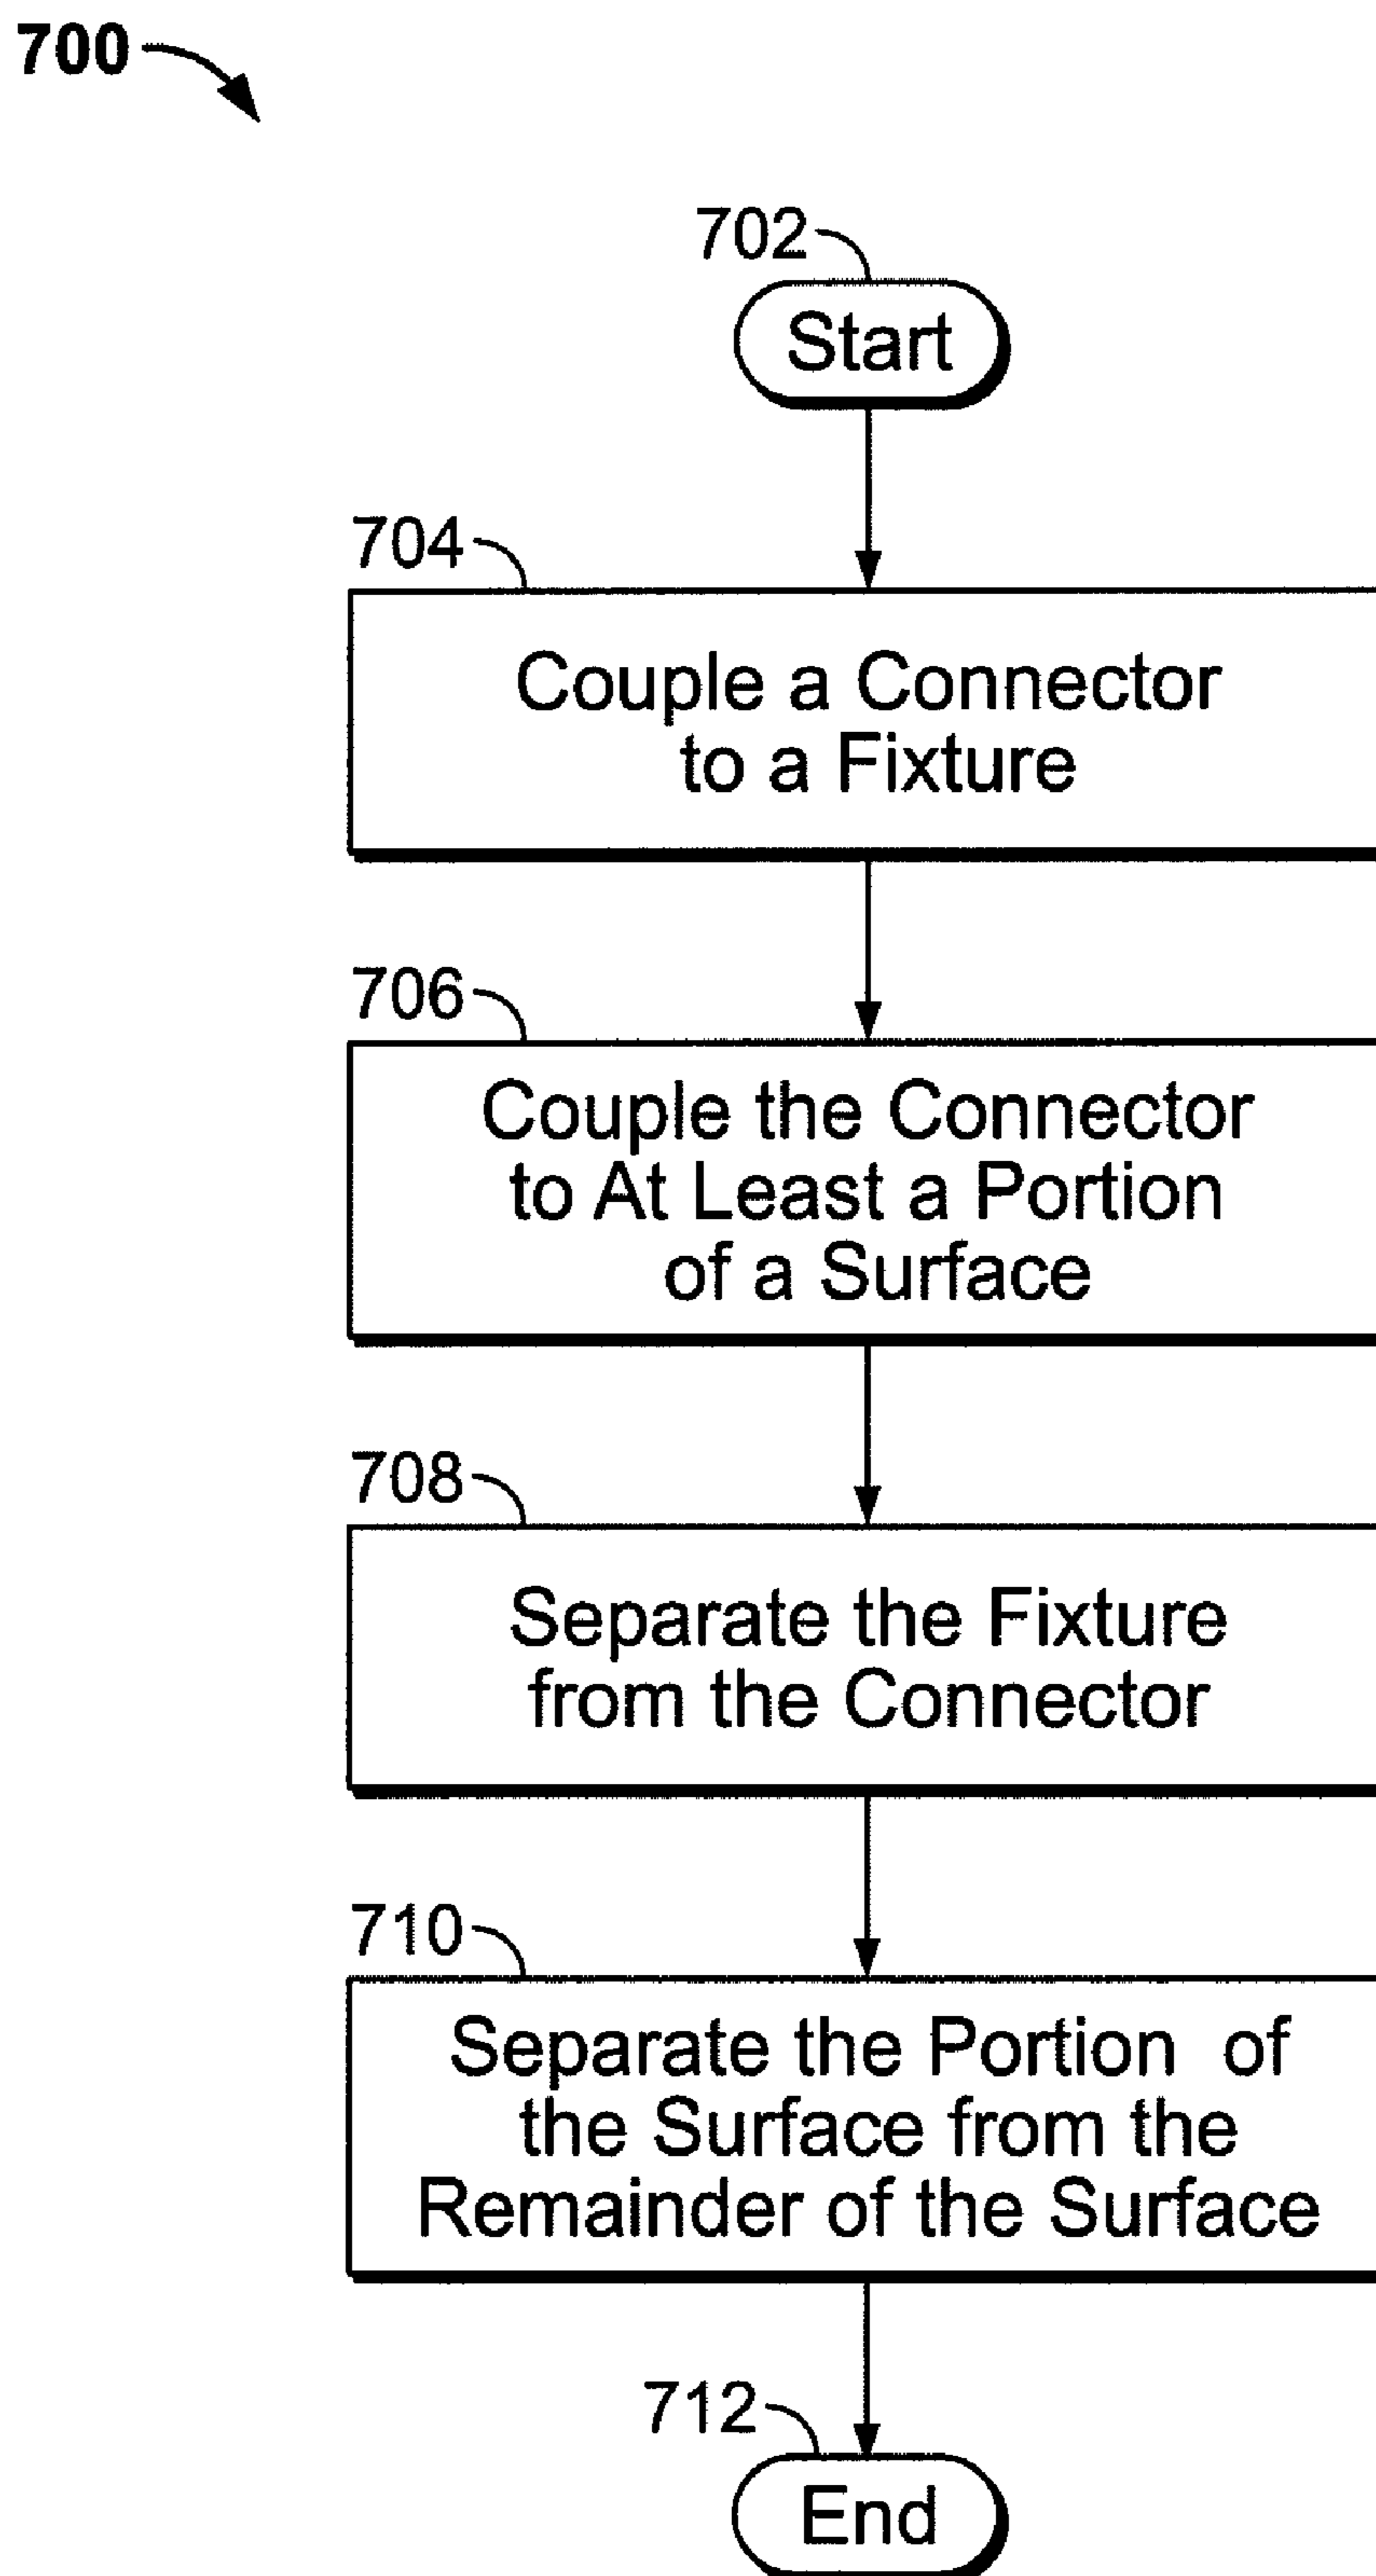 700
702
Start
704
Couple a Connector
to a Fixture
706
Couple the Connector
to At Least a Portion
of a Surface
708
Separate the Fixture
from the Connector
710
Separate the Portion of
the Surface from the
Remainder of the Surface
712
End